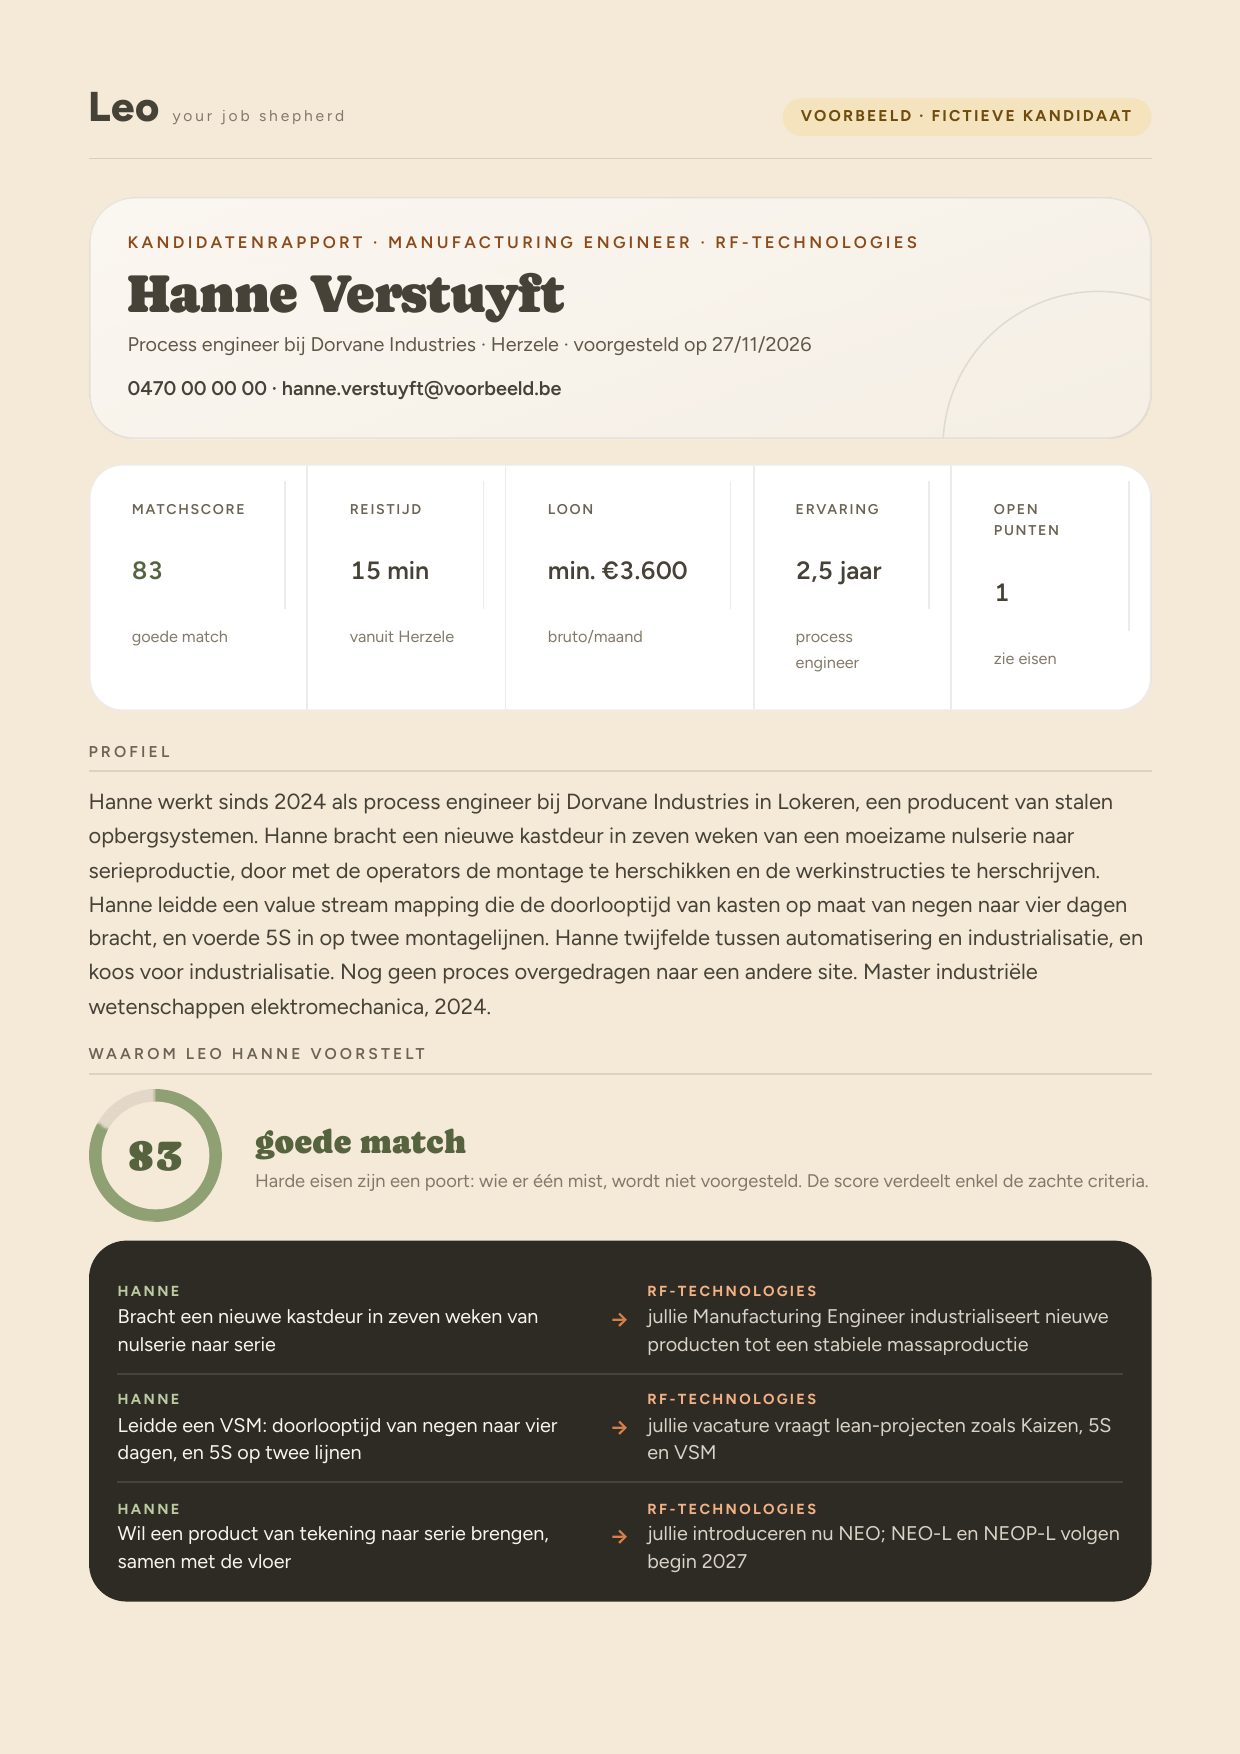 Leo your job shepherd
VOORBEELD · FICTIEVE KANDIDAAT
KANDIDATENRAPPORT · MANUFACTURING ENGINEER · RF-TECHNOLOGIES
Hanne Verstuyft
Process engineer bij Dorvane Industries · Herzele · voorgesteld op 27/11/2026
0470 00 00 00 · hanne.verstuyft@voorbeeld.be
MATCHSCORE
83
goede match
REISTIJD
15 min
vanuit Herzele
LOON
min. €3.600
bruto/maand
ERVARING
2,5 jaar
process
engineer
OPEN
PUNTEN
1
zie eisen
PROFIEL
Hanne werkt sinds 2024 als process engineer bij Dorvane Industries in Lokeren, een producent van stalen
opbergsystemen. Hanne bracht een nieuwe kastdeur in zeven weken van een moeizame nulserie naar
serieproductie, door met de operators de montage te herschikken en de werkinstructies te herschrijven.
Hanne leidde een value stream mapping die de doorlooptijd van kasten op maat van negen naar vier dagen
bracht, en voerde 5S in op twee montagelijnen. Hanne twijfelde tussen automatisering en industrialisatie, en
koos voor industrialisatie. Nog geen proces overgedragen naar een andere site. Master industriële
wetenschappen elektromechanica, 2024.
WAAROM LEO HANNE VOORSTELT
83
goede match
Harde eisen zijn een poort: wie er één mist, wordt niet voorgesteld. De score verdeelt enkel de zachte criteria.
HANNE
Bracht een nieuwe kastdeur in zeven weken van
nulserie naar serie
→
RF-TECHNOLOGIES
jullie Manufacturing Engineer industrialiseert nieuwe
producten tot een stabiele massaproductie
HANNE
Leidde een VSM: doorlooptijd van negen naar vier
dagen, en 5S op twee lijnen
→
RF-TECHNOLOGIES
jullie vacature vraagt lean-projecten zoals Kaizen, 5S
en VSM
HANNE
Wil een product van tekening naar serie brengen,
samen met de vloer
→
RF-TECHNOLOGIES
jullie introduceren nu NEO; NEO-L en NEOP-L volgen
begin 2027